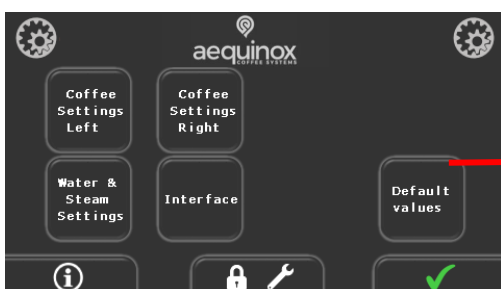 aequinox
COFFEE SYSTEMS
Coffee
Settings
Left
Coffee
Settings
Right
Water &
Steam
Settings
Interface
Default
values